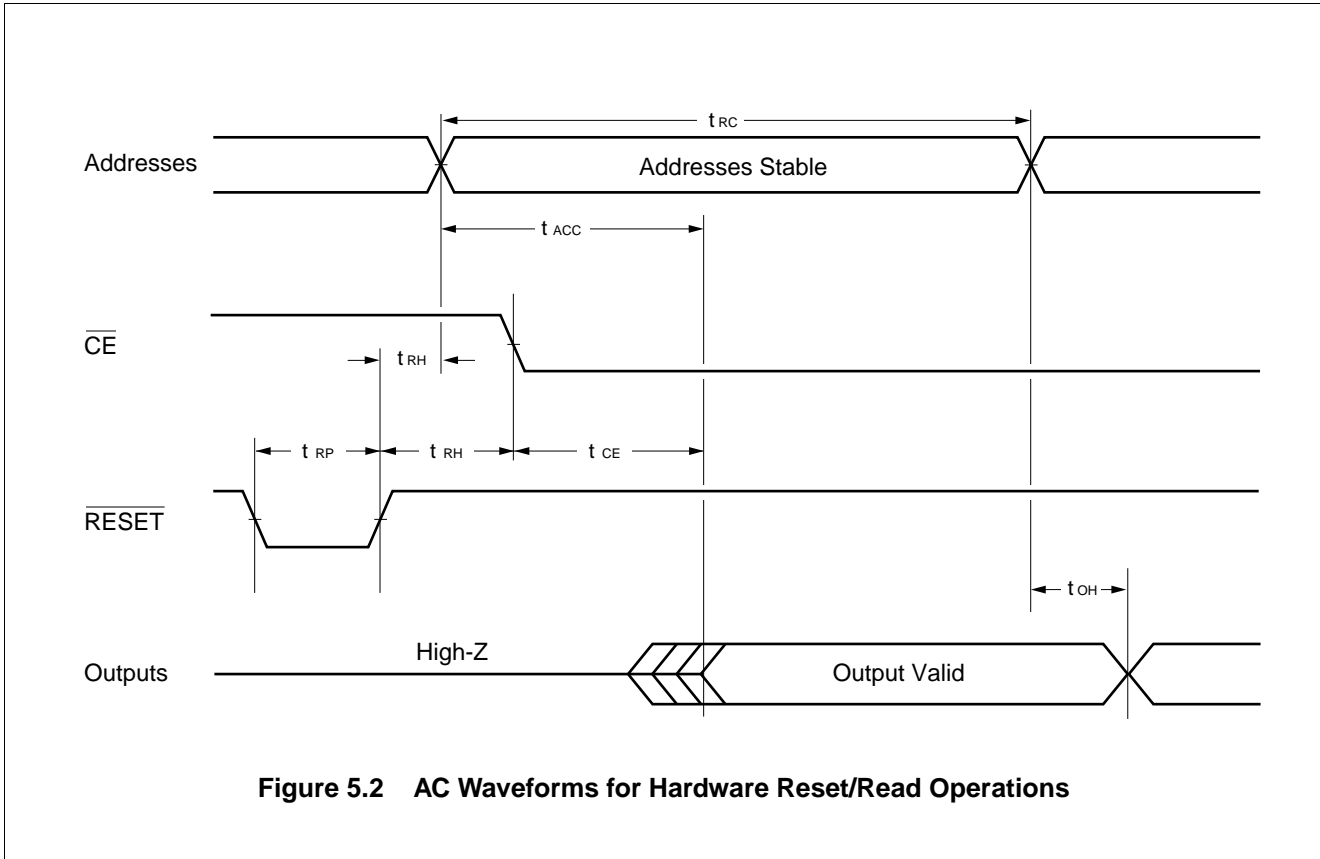 t RC
Addresses
Addresses Stable
t ACC
CE
t RH
t RP
t RH
t CE
RESET
t OH
High-Z
Outputs
Output Valid
Figure 5.2 AC Waveforms for Hardware Reset/Read Operations